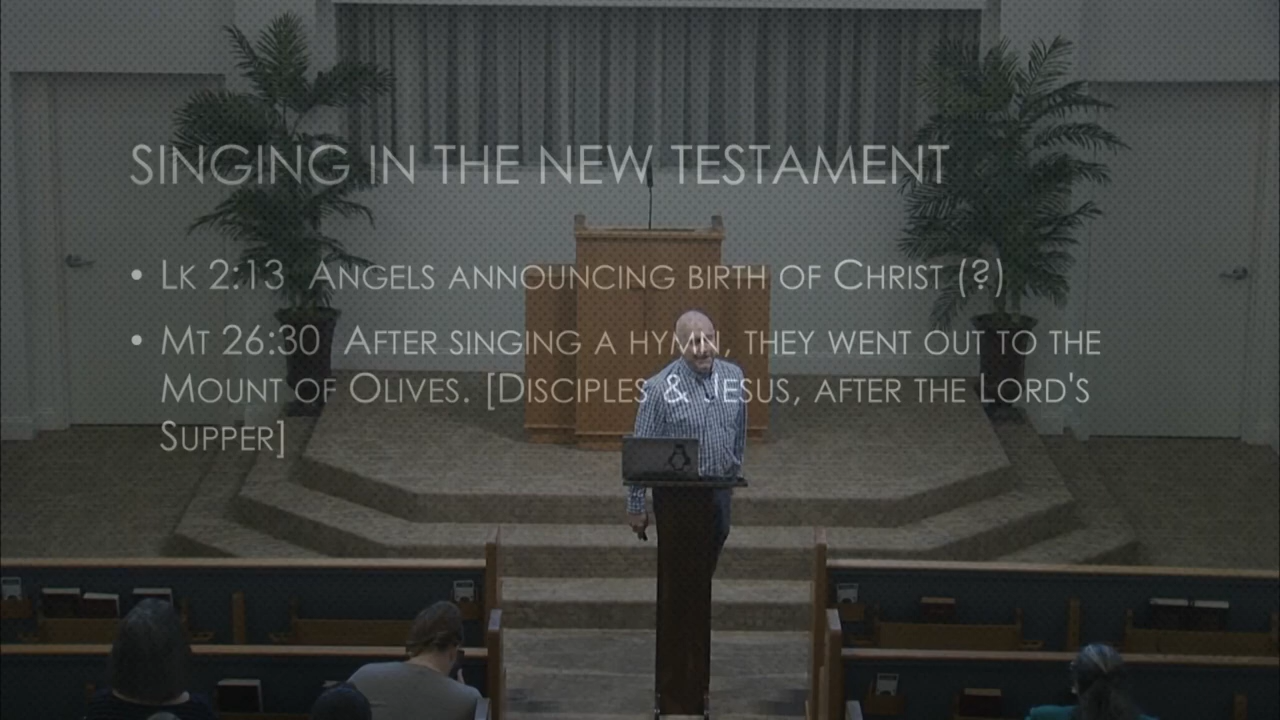 SINGING IN THE NEW TESTAMENT
• LK 2:13 ANGELS ANNOUNCING BIRTH OF CHRIST (?)
• MT 26:30 AFTER SINGING A HYMN, THEY WENT OUT TO THE
MOUNT OF OLIVES. [DISCIPLES & JESUS, AFTER THE LORD'S
SUPPER]